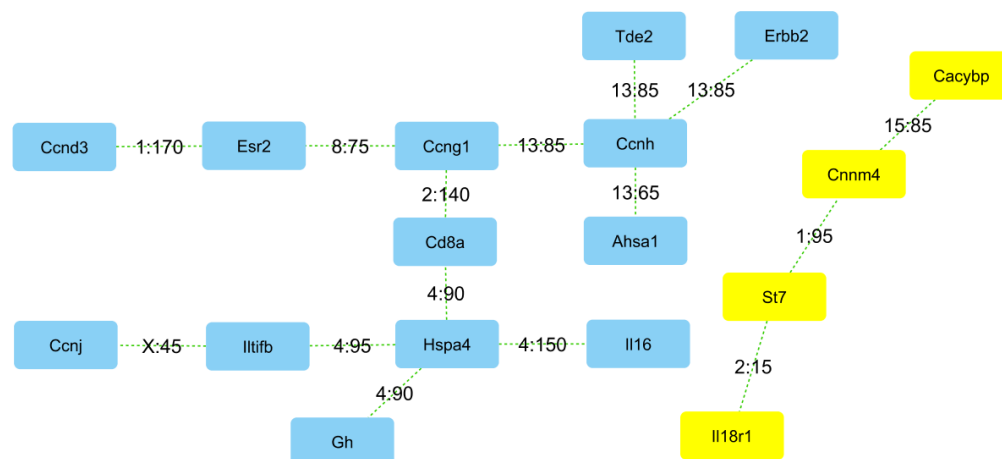 Tde2
Erbb2
Cacybp
13:85
13:85
15:85
Ccnd3
1:170
Esr2
8:75
Ccng1
13:85
Ccnh
Cnnm4
2:140
13:65
1:95
Cd8a
Ahsa1
4:90
St7
Ccnj
X:45
Iltifb
4:95
Hspa4
4:150
Il16
2:15
4:90
Gh
Il18r1